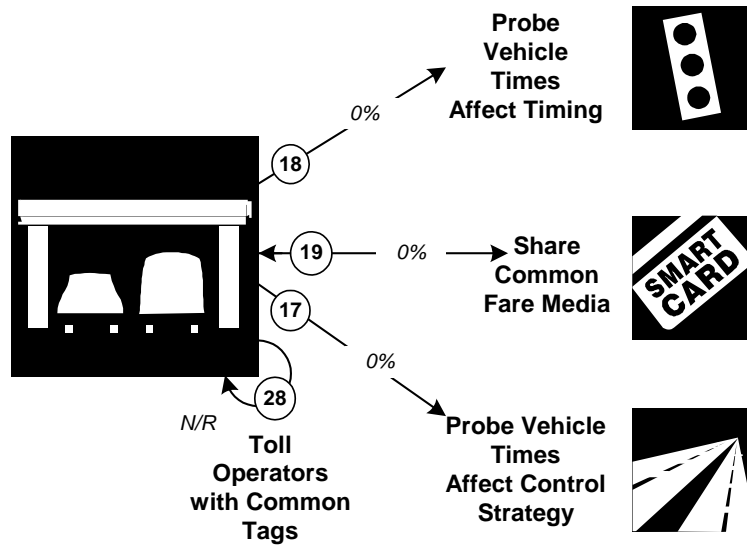 Probe
Vehicle
Times
Affect Timing
0%
18
19
0%
Share
Common
Fare Media
SMART
CARD
17
0%
28
N/R
Toll
Operators
with Common
Tags
Probe Vehicle
Times
Affect Control
Strategy